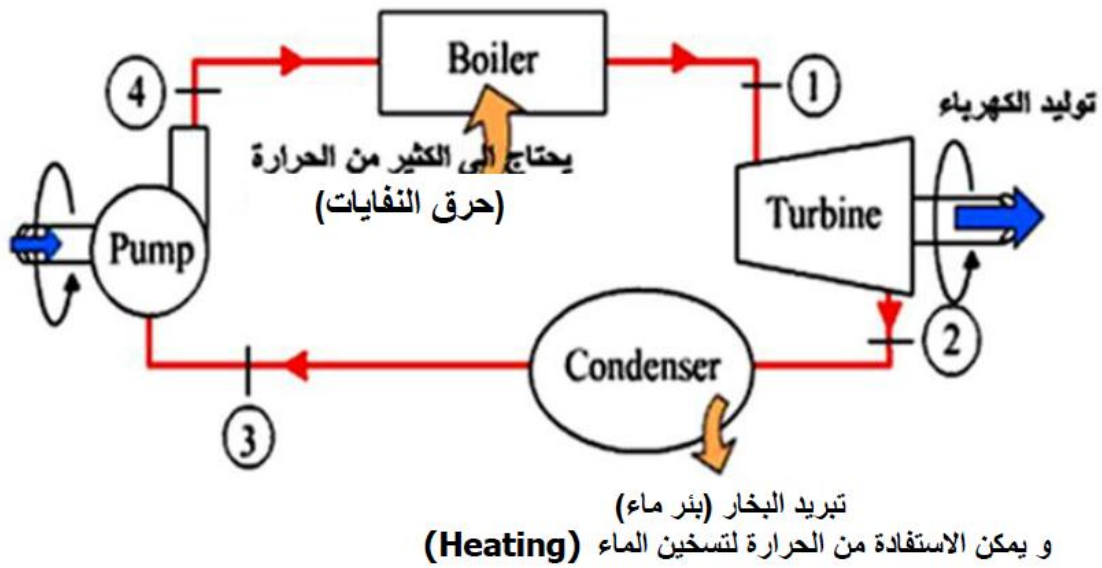 Boiler
4
1
توليد الكهرباء
يحتاج الى الكثير من الحرارة
(حرق النفايات)
Turbine
Pump
2
Condenser
3
تبريد البخار (بئر ماء)
و يمكن الاستفادة من الحرارة لتسخين الماء (Heating)